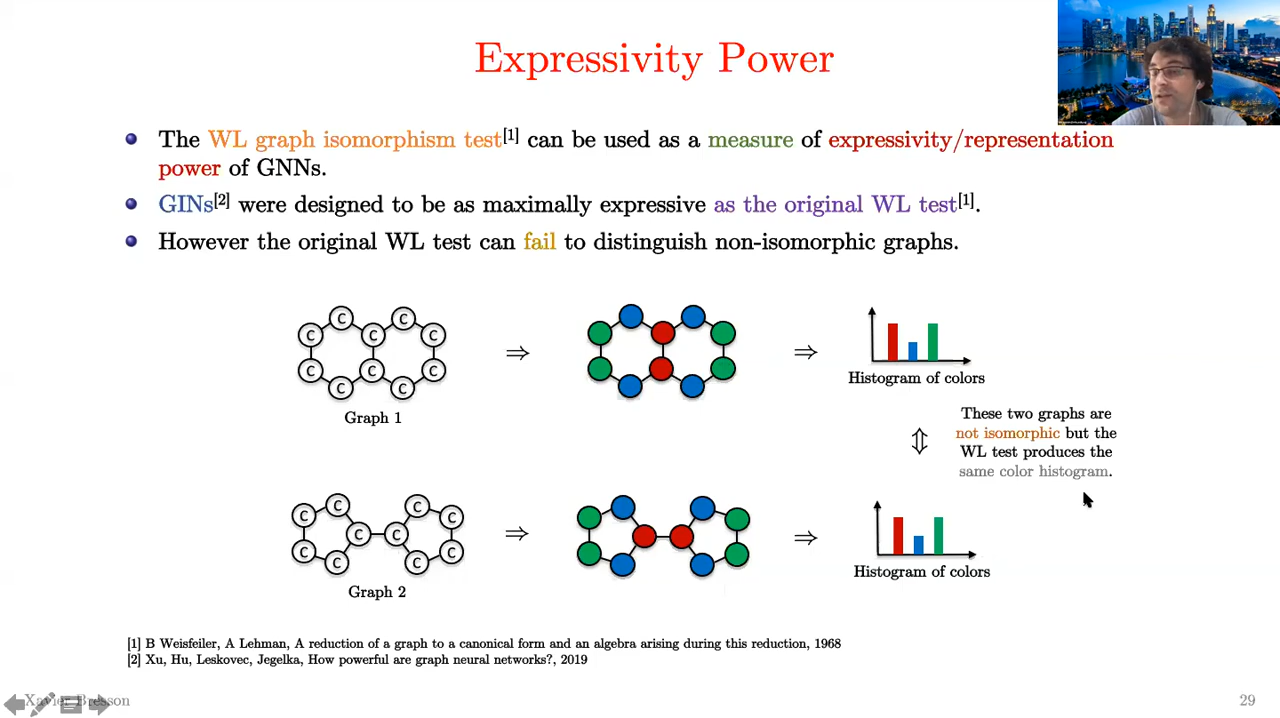 Expressivity Power
The WL graph isomorphism test[1] can be used as a measure of expressivity/representation
power of GNNs.
GINs[2] were designed to be as maximally expressive as the original WL test[1].
However the original WL test can fail to distinguish non-isomorphic graphs.
C C
C C C
C C C
C C
Graph 1
Histogram of colors
These two graphs are
not isomorphic but the
WL test produces the
same color histogram.
C C
C C
C C
C C
C C
Graph 2
Histogram of colors
[1] B Weisfeiler, A Lehman, A reduction of a graph to a canonical form and an algebra arising during this reduction, 1968
[2] Xu, Hu, Leskovec, Jegelka, How powerful are graph neural networks?, 2019
Xavier Bresson
29